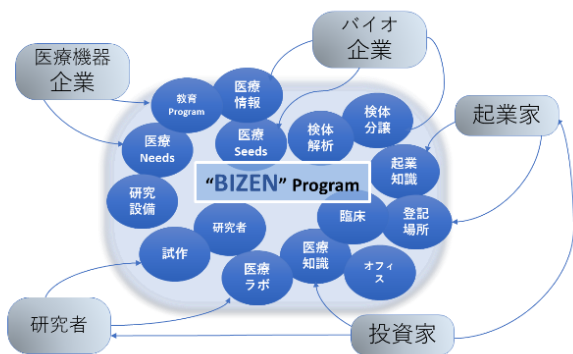 バイオ
企業
医療機器
企業
教育
Program
医療
情報
医療
Needs
医療
Seeds
検体
解析
検体
分譲
起業家
起業
知識
“BIZEN” Program
研究
設備
研究者
臨床
登記
場所
試作
医療
ラボ
医療
知識
オフィ
ス
研究者
投資家